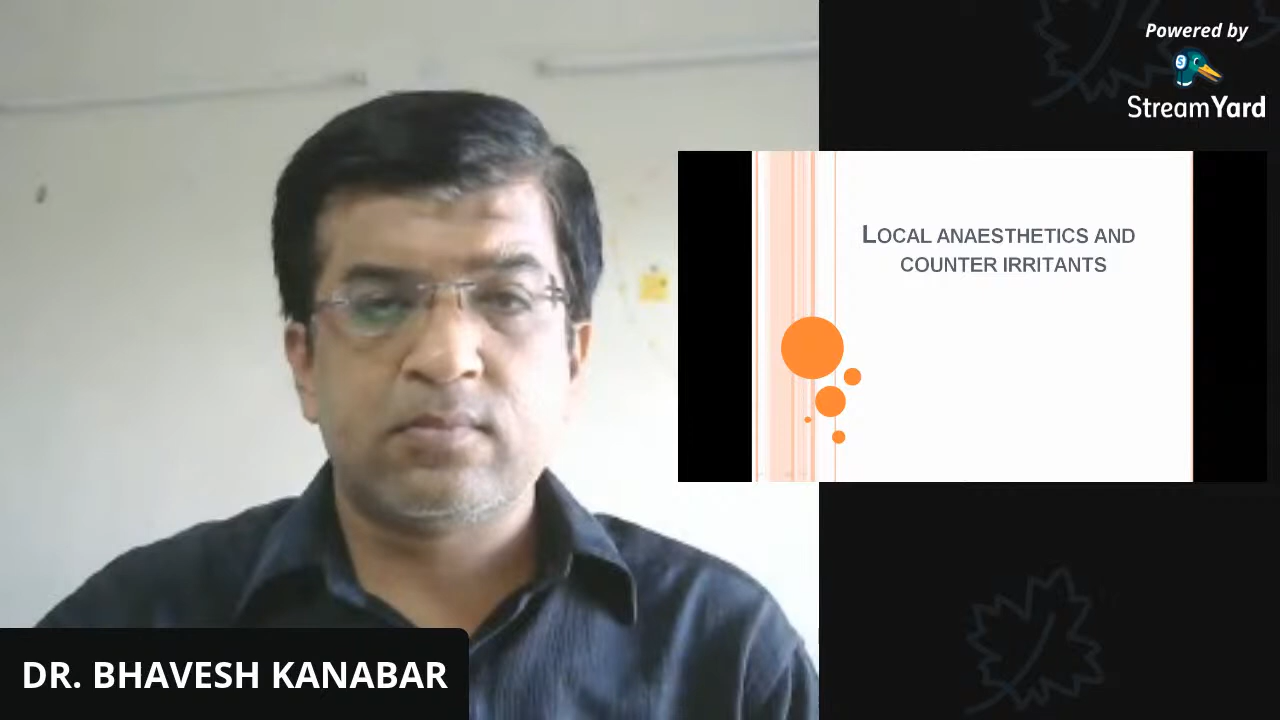 Powered by
StreamYard
LOCAL ANAESTHETICS AND
COUNTER IRRITANTS
DR. BHAVESH KANABAR